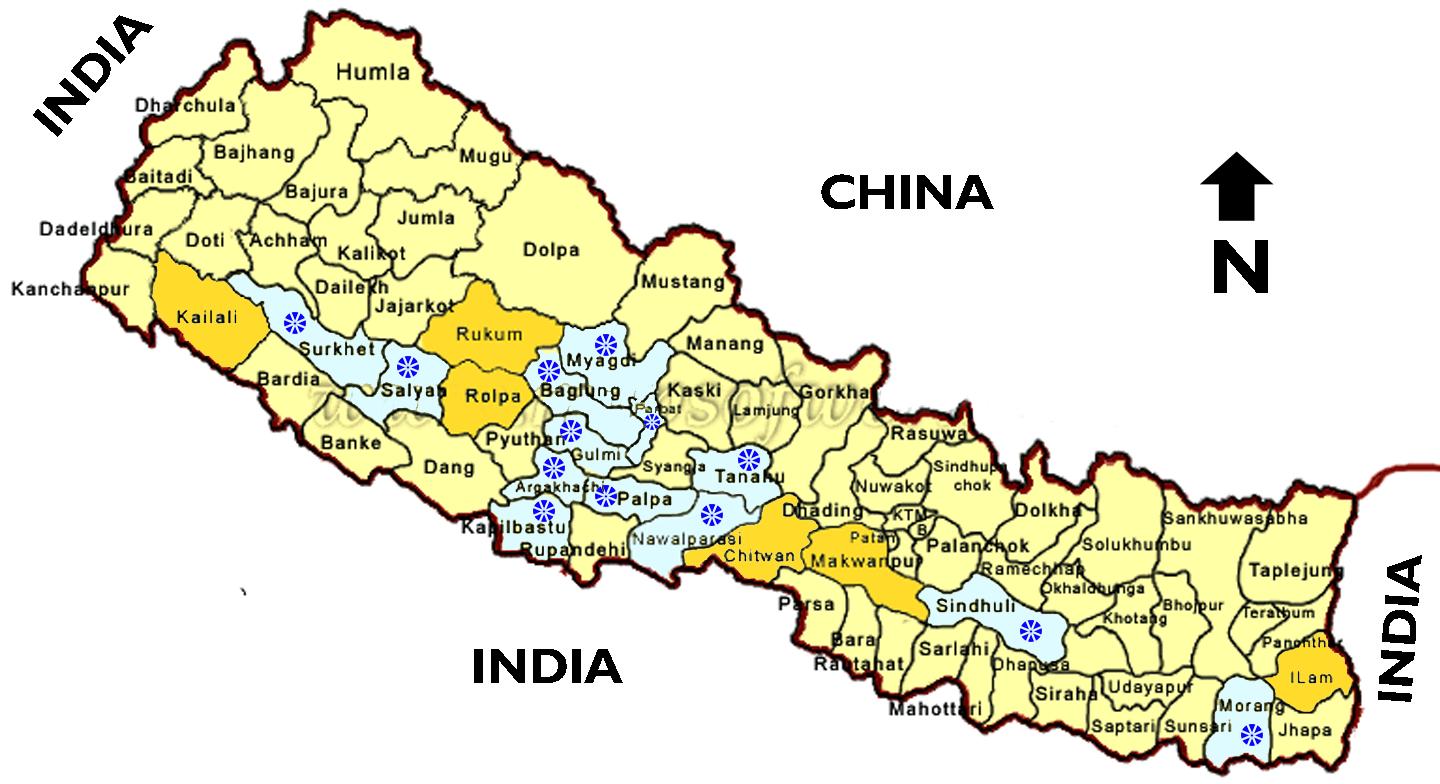 INDIA
Humla
Dharchula
Bajhang
Mugu
Baitadi
Bajura
CHINA
Jumla
Dadeldhura
Doti
Achham
Kalikot
Dolpa
N
Kanchanpur
Dailekh
Jajarkot
Mustang
Kailali
Rukum
Surkhet
Myagdi
Manang
Bardia
Salyan
Rolpa
Baglung
Kaski
Gorkha
Parbat
Lamjung
Banke
Pyuthan
Rasuwa
Dang
Gulmi
Syangja
Tanahu
Sindhupa
chok
Nuwakot
Argakhachi
Palpa
Kapilbastu
Dhading
KTM
B
Dolkha
Sankhuwasabha
Rupandehi
Nawalparasi
Chitwan
Patan
Makwanpur
Palanchok
Solukhumbu
Ramechhap
Taplejung
Okhaldhunga
Parsa
Sindhuli
Khotang
Bhojpur
Terathum
INDIA
Bara
Rautahat
Sarlahi
Dhanusa
Panchthar
ILam
INDIA
Siraha
Udayapur
Mahottari
Saptari
Sunsari
Morang
Jhapa